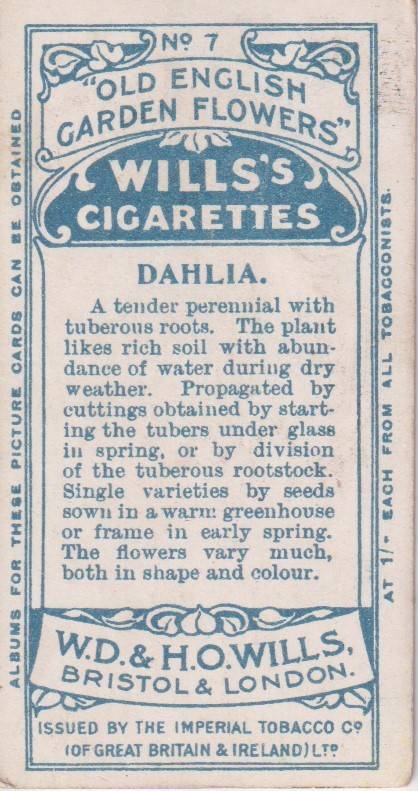 No 7
"OLD ENGLISH
GARDEN FLOWERS"
WILLS'S
CIGARETTES
DAHLIA.
A tender perennial with
tuberous roots. The plant
likes rich soil with abun-
dance of water during dry
weather. Propagated by
cuttings obtained by start-
ing the tubers under glass
in spring, or by division
of the tuberous rootstock.
Single varieties by seeds
sown in a warm greenhouse
or frame in early spring.
The flowers vary much,
both in shape and colour.
W.D. & H.O. WILLS,
BRISTOL & LONDON.
ISSUED BY THE IMPERIAL TOBACCO Co
(OF GREAT BRITAIN & IRELAND) LTD
ALBUMS FOR THESE PICTURE CARDS CAN BE OBTAINED
AT 1/- EACH FROM ALL TOBACCONISTS.